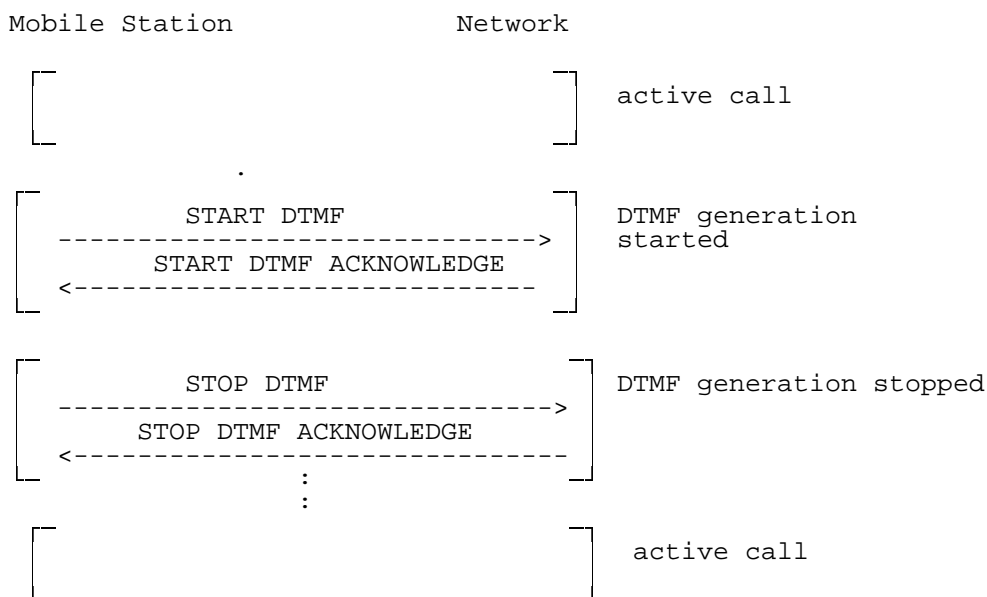 Mobile Station Network
active call
.
START DTMF DTMF generation
------------------------------> started
START DTMF ACKNOWLEDGE
<-----------------------------
STOP DTMF DTMF generation stopped
------------------------------->
STOP DTMF ACKNOWLEDGE
<-------------------------------
:
:
active call